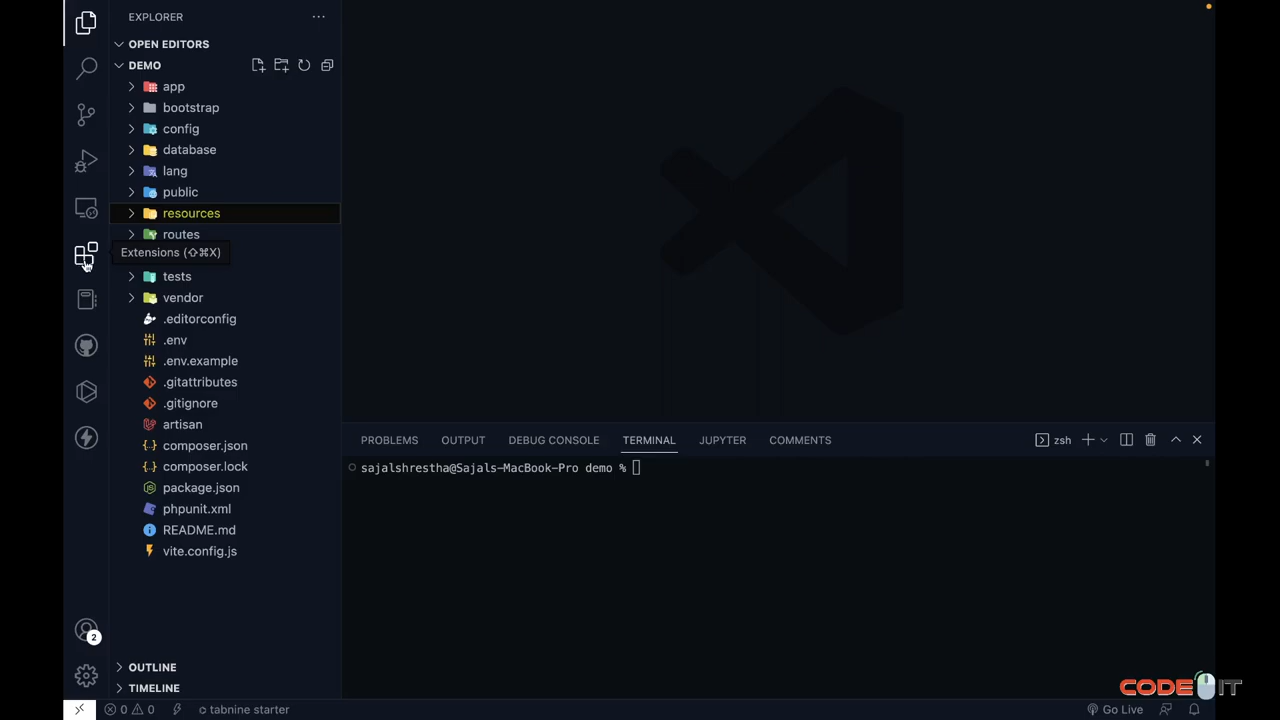 EXPLORER
OPEN EDITORS
DEMO
app
bootstrap
config
database
lang
public
resources
routes
Extensions (⇧⌘X)
tests
vendor
.editorconfig
.env
.env.example
.gitattributes
.gitignore
artisan
composer.json
composer.lock
package.json
phpunit.xml
README.md
vite.config.js
OUTLINE
TIMELINE
2
PROBLEMS OUTPUT DEBUG CONSOLE TERMINAL JUPYTER COMMENTS zsh
sajalshrestha@Sajals-MacBook-Pro demo %
CODE IT
0 0 tabnine starter Go Live